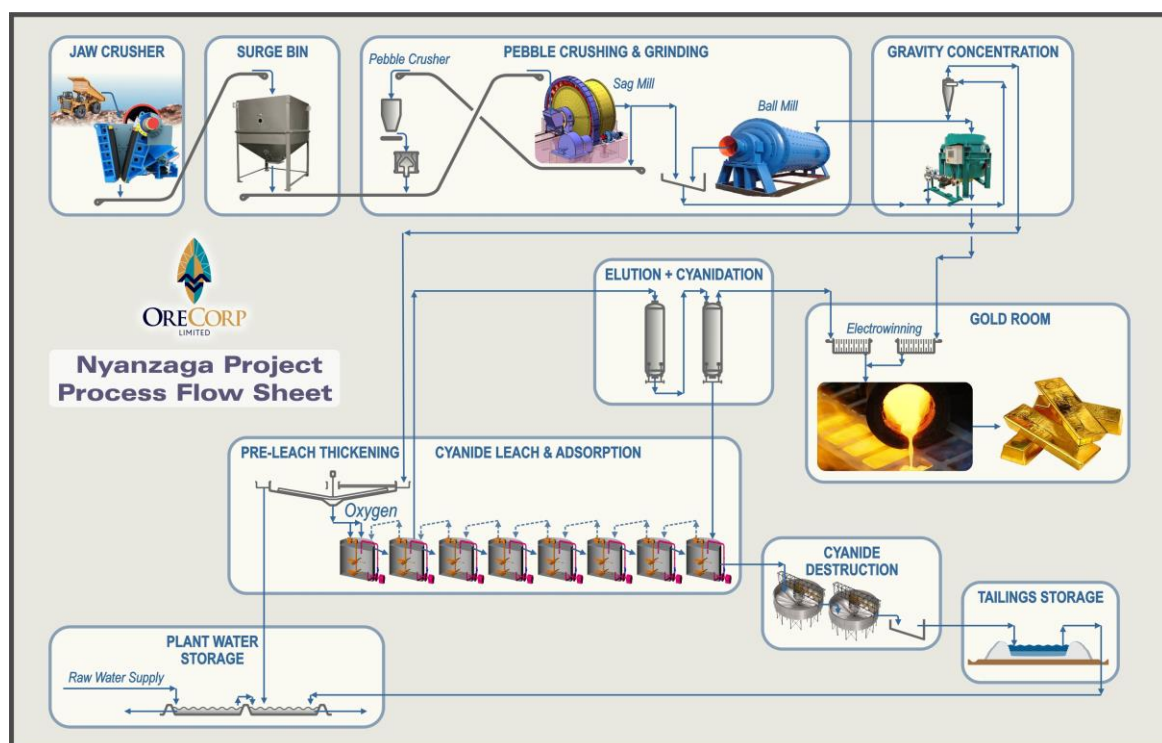 JAW CRUSHER
SURGE BIN
PEBBLE CRUSHING & GRINDING
GRAVITY CONCENTRATION
Pebble Crusher
Sag Mill
Ball Mill
ORECORP
LIMITED
Nyanzaga Project
Process Flow Sheet
ELUTION + CYANIDATION
GOLD ROOM
Electrowinning
PRE-LEACH THICKENING
CYANIDE LEACH & ADSORPTION
Oxygen
CYANIDE
DESTRUCTION
TAILINGS STORAGE
PLANT WATER
STORAGE
Raw Water Supply